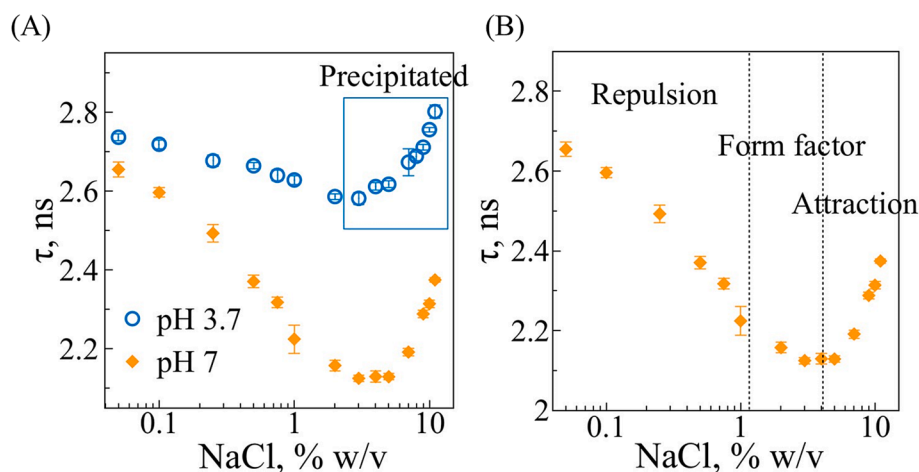 (A)
Precipitated
2.8
2.6
2.4
2.2
τ, ns
pH 3.7
pH 7
0.1
1
10
NaCl, % w/v
(B)
Repulsion
Form factor
Attraction
2.8
2.6
2.4
2.2
2
τ, ns
0.1
1
10
NaCl, % w/v